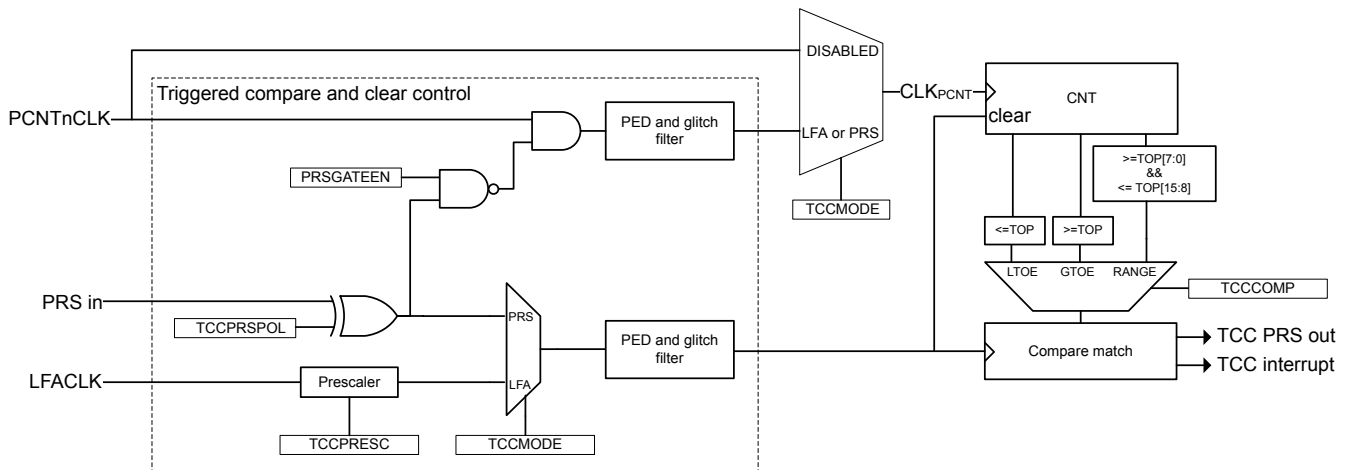 DISABLED
Triggered compare and clear control
CLKPCNT
CNT
PCNTnCLK
clear
PED and glitch
filter
LFA or PRS
>=TOP[7:0]
&&
<= TOP[15:8]
PRSGATEEN
TCCMODE
<=TOP
>=TOP
LTOE
GTOE
RANGE
PRS in
TCCCOMP
TCCPRSPOL
PRS
PED and glitch
filter
Compare match
TCC PRS out
TCC interrupt
LFACLK
Prescaler
LFA
TCCPRESC
TCCMODE